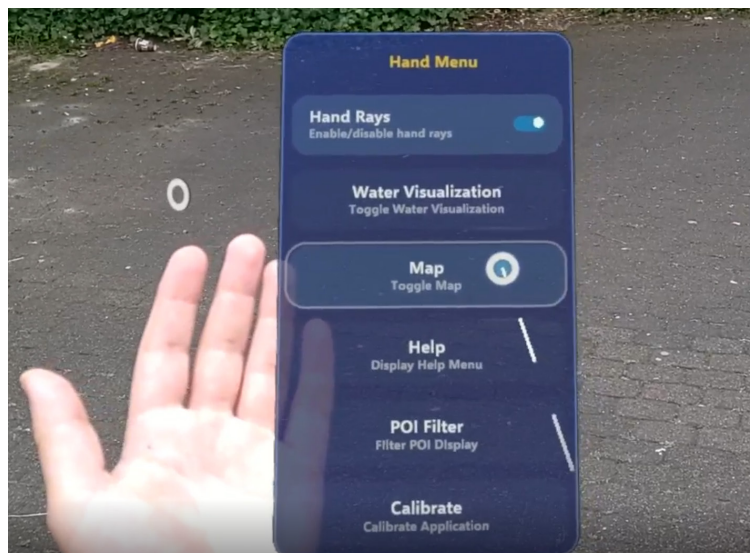 Hand Menu
Hand Rays
Enable/disable hand rays
Water Visualization
Toggle Water Visualization
Map
Toggle Map
Help
Display Help Menu
POI Filter
Filter POI Display
Calibrate
Calibrate Application